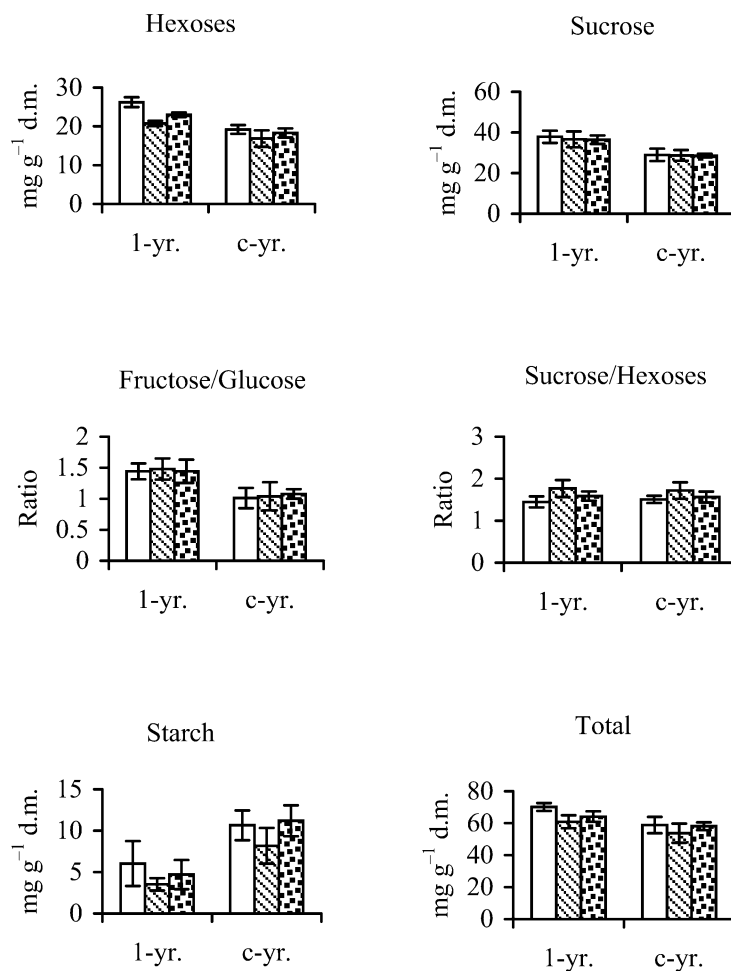 Hexoses
mg g⁻¹ d.m.
30
20
10
0
1-yr.
c-yr.
Sucrose
mg g⁻¹ d.m.
60
40
20
0
1-yr.
c-yr.
Fructose/Glucose
Ratio
2
1.5
1
0.5
0
1-yr.
c-yr.
Sucrose/Hexoses
Ratio
3
2
1
0
1-yr.
c-yr.
Starch
mg g⁻¹ d.m.
15
10
5
0
1-yr.
c-yr.
Total
mg g⁻¹ d.m.
80
60
40
20
0
1-yr.
c-yr.